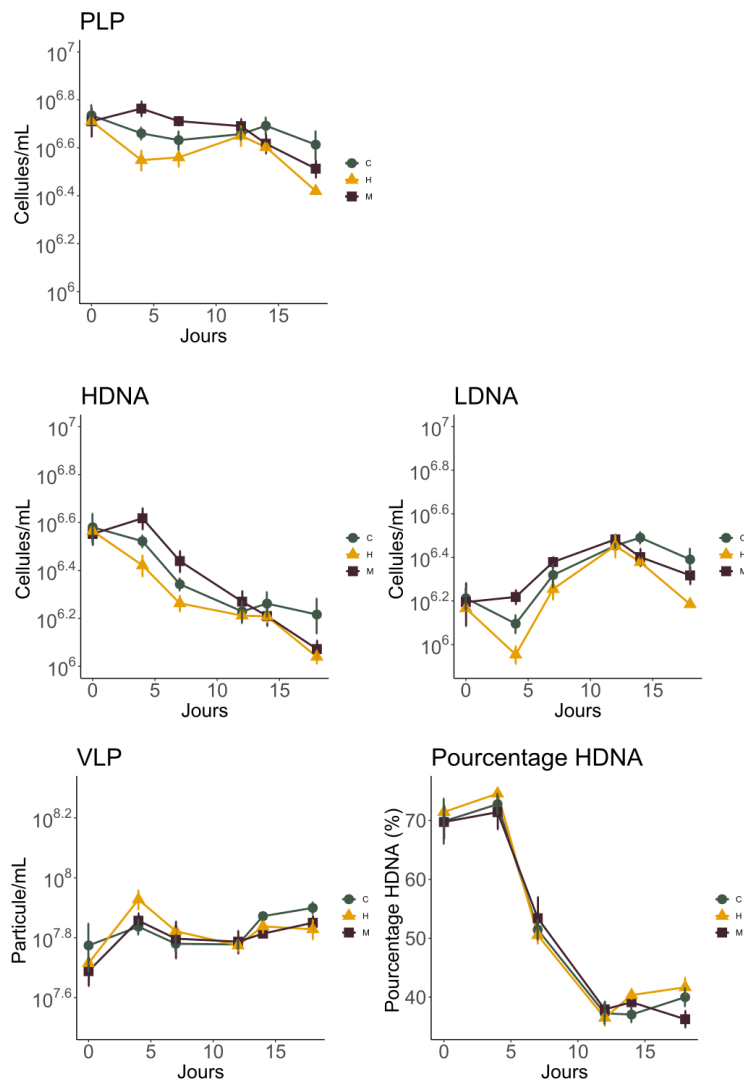 PLP
Cellules/mL
10^7
10^6.8
10^6.6
10^6.4
10^6.2
10^6
0 5 10 15
Jours
C
H
M
HDNA
Cellules/mL
10^7
10^6.8
10^6.6
10^6.4
10^6.2
10^6
0 5 10 15
Jours
C
H
M
LDNA
Cellules/mL
10^7
10^6.8
10^6.6
10^6.4
10^6.2
10^6
0 5 10 15
Jours
C
H
M
VLP
Particule/mL
10^8.2
10^8
10^7.8
10^7.6
0 5 10 15
Jours
C
H
M
Pourcentage HDNA
Pourcentage HDNA (%)
70
60
50
40
0 5 10 15
Jours
C
H
M